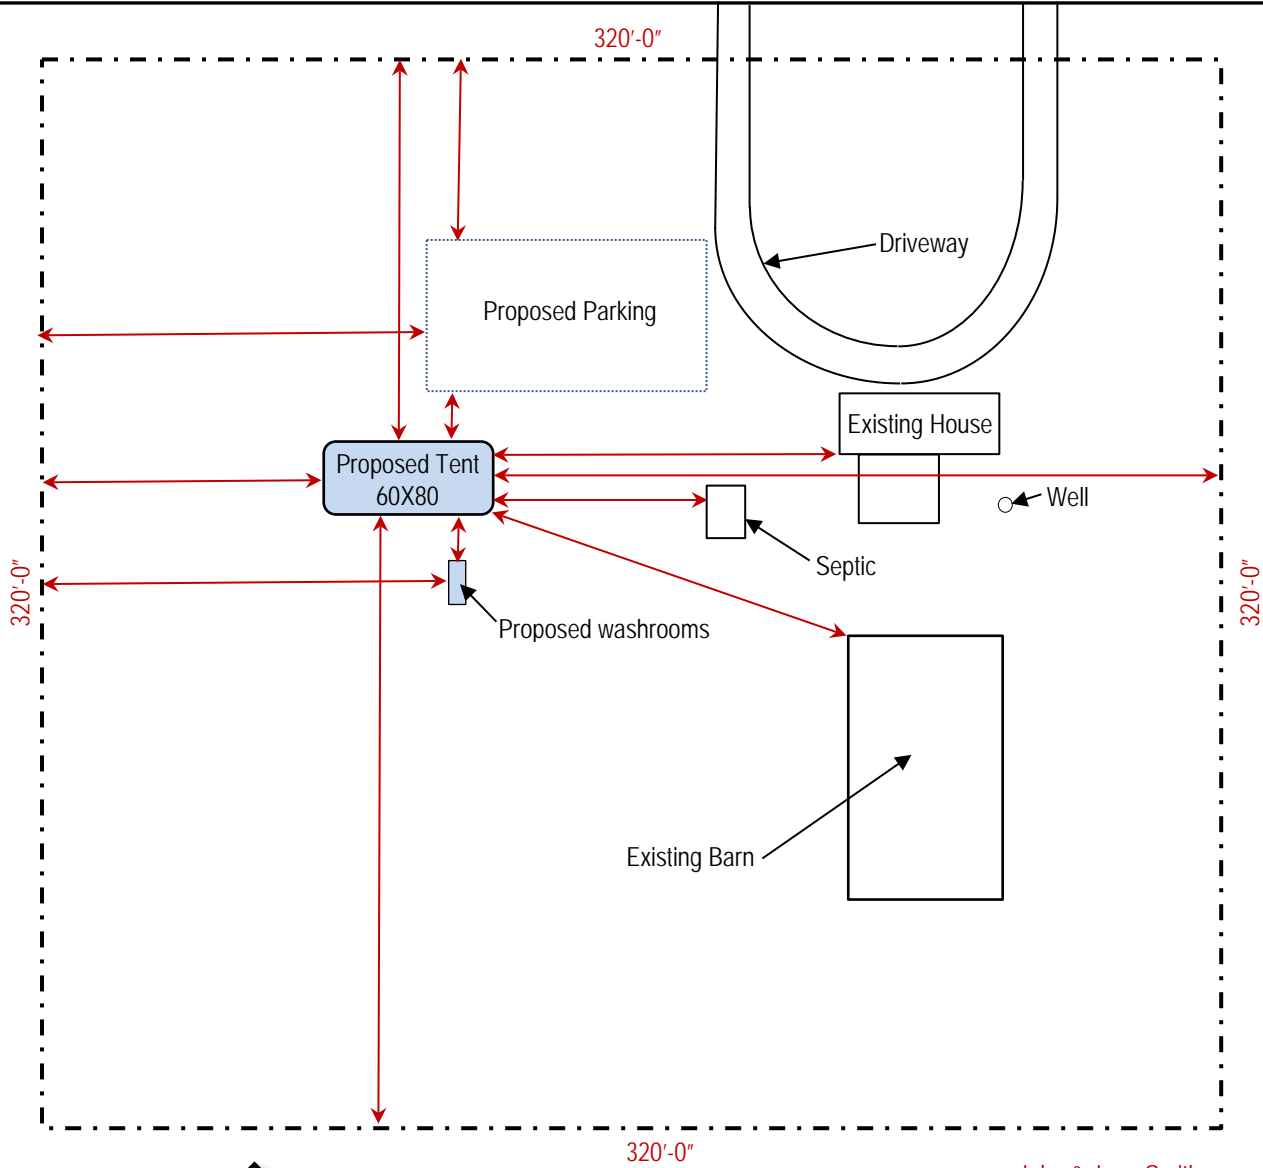 320'-0"
Driveway
Proposed Parking
Existing House
Proposed Tent
60X80
Well
Septic
320'-0"
320'-0"
Proposed washrooms
Existing Barn
320'-0"